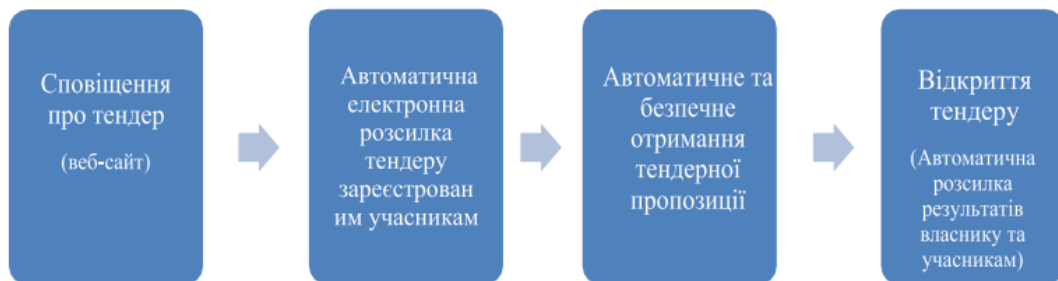 Сповіщення
про тендер
(веб-сайт)
Автоматична
електронна
розсилка
тендеру
зареєстрован
им учасникам
Автоматичне та
безпечне
отримання
тендерної
пропозиції
Відкриття
тендеру
(Автоматична
розсилка
результатів
власнику та
учасникам)